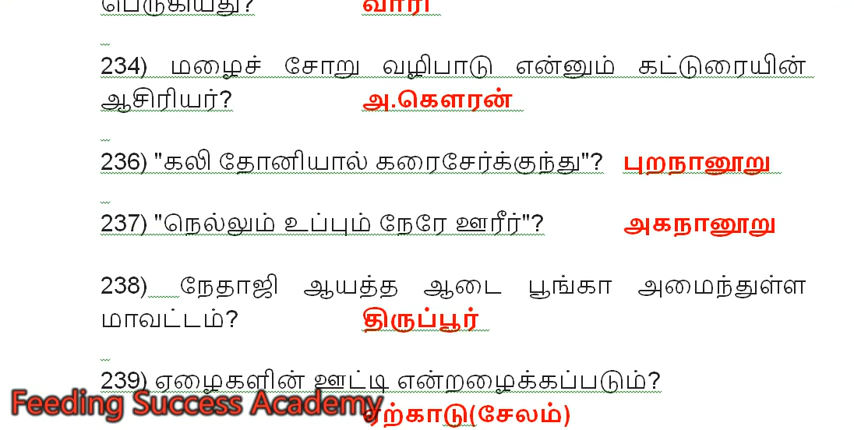 பெருகியது? வாரி
234) மழைச் சோறு வழிபாடு என்னும் கட்டுரையின்
ஆசிரியர்? அ.கௌரன்
236) "கலி தோனியால் கரைசேர்க்குந்து"? புறநானூறு
237) "நெல்லும் உப்பும் நேரே ஊரீர்"? அகநானூறு
238) நேதாஜி ஆயத்த ஆடை பூங்கா அமைந்துள்ள
மாவட்டம்? திருப்பூர்
239) ஏழைகளின் ஊட்டி என்றழைக்கப்படும்?
Feeding Success Academy ஏற்காடு(சேலம்)